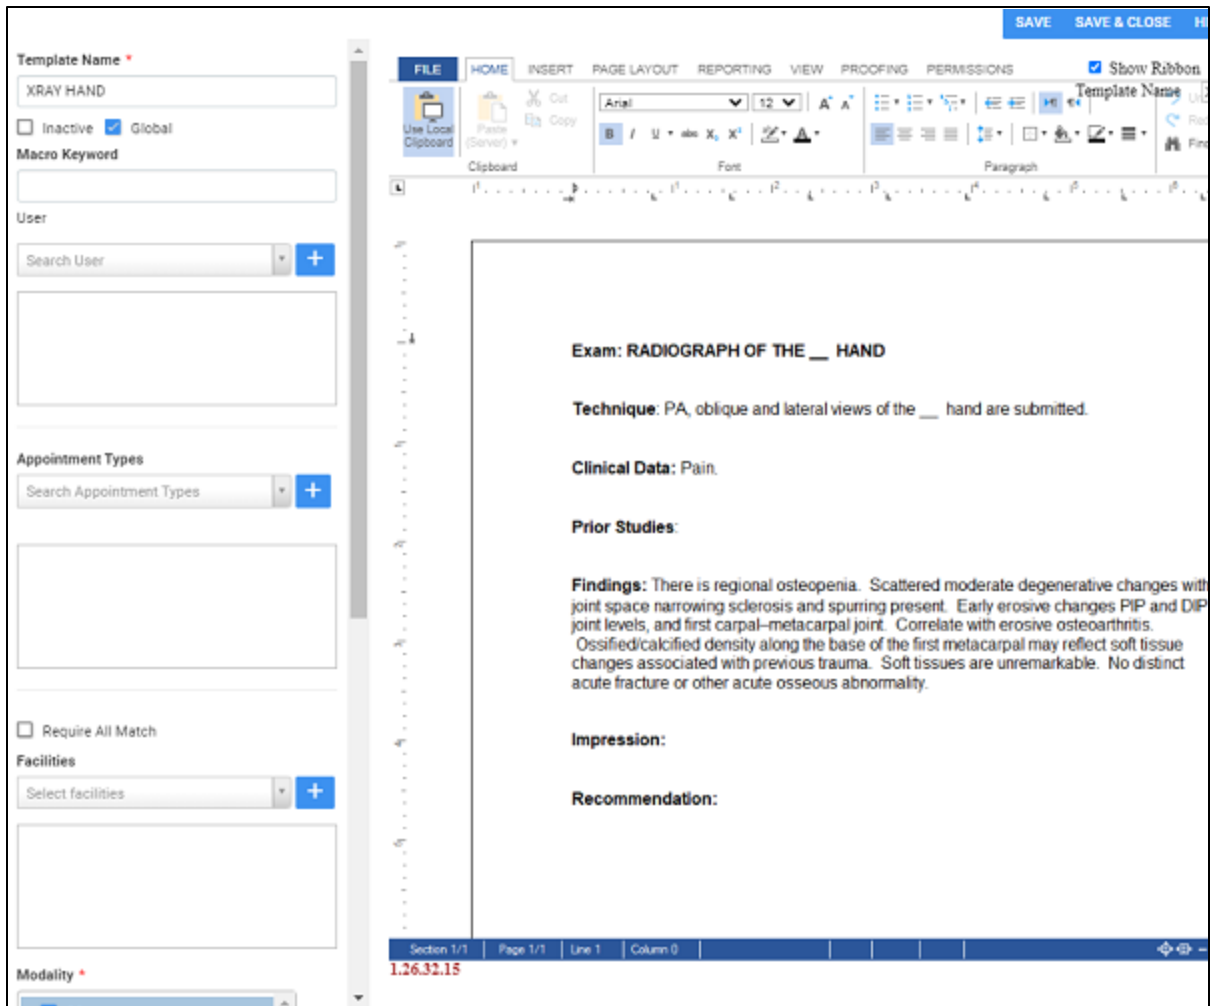 SAVE SAVE & CLOSE
Template Name *
XRAY HAND
Inactive Global
Macro Keyword
User
Search User
+
Appointment Types
Search Appointment Types
+
Require All Match
Facilities
Select facilities
+
Modality *
FILE HOME INSERT PAGE LAYOUT REPORTING VIEW PROOFING PERMISSIONS Show Ribbon
Template Name
Use Local Clipboard
Paste (Server)
Cut
Copy
Clipboard
Arial 12
B I U abc X₂ X² A
Font
Paragraph
Exam: RADIOGRAPH OF THE __ HAND
Technique: PA, oblique and lateral views of the __ hand are submitted.
Clinical Data: Pain.
Prior Studies:
Findings: There is regional osteopenia. Scattered moderate degenerative changes with
joint space narrowing sclerosis and spurring present. Early erosive changes PIP and DIP
joint levels, and first carpal–metacarpal joint. Correlate with erosive osteoarthritis.
Ossified/calcified density along the base of the first metacarpal may reflect soft tissue
changes associated with previous trauma. Soft tissues are unremarkable. No distinct
acute fracture or other acute osseous abnormality.
Impression:
Recommendation:
Section 1/1 Page 1/1 Line 1 Column 0
1.26.32.15